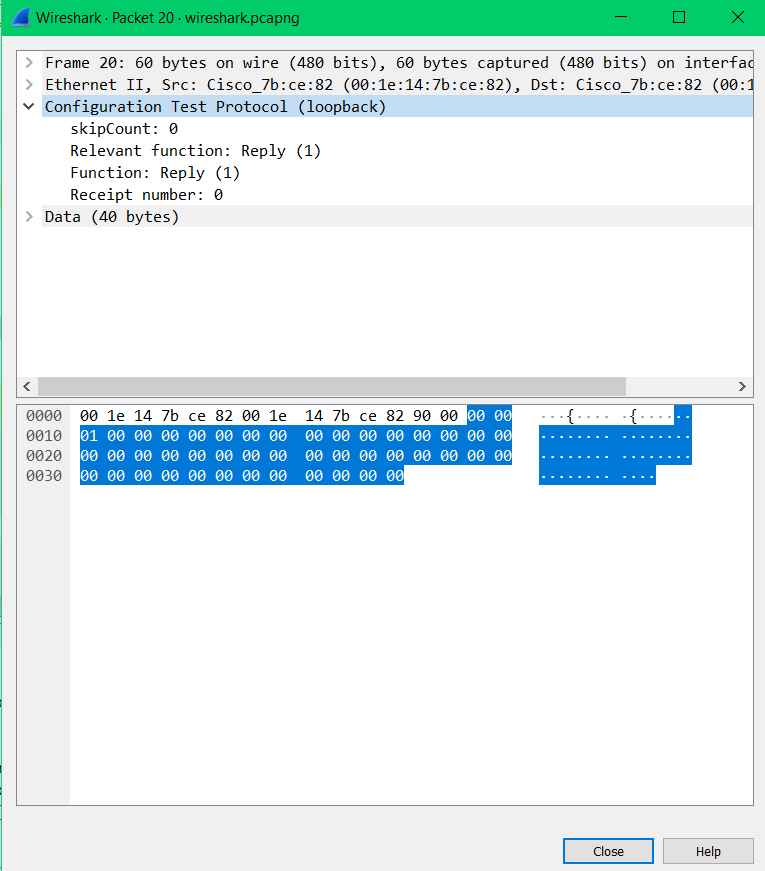 Wireshark · Packet 20 · wireshark.pcapng
Frame 20: 60 bytes on wire (480 bits), 60 bytes captured (480 bits) on interfac
Ethernet II, Src: Cisco_7b:ce:82 (00:1e:14:7b:ce:82), Dst: Cisco_7b:ce:82 (00:1
Configuration Test Protocol (loopback)
skipCount: 0
Relevant function: Reply (1)
Function: Reply (1)
Receipt number: 0
Data (40 bytes)
0000 00 1e 14 7b ce 82 00 1e 14 7b ce 82 90 00 00 00 ···{···· ·{······
0010 01 00 00 00 00 00 00 00 00 00 00 00 00 00 00 00 ········ ········
0020 00 00 00 00 00 00 00 00 00 00 00 00 00 00 00 00 ········ ········
0030 00 00 00 00 00 00 00 00 00 00 00 00 ········ ····
Close Help